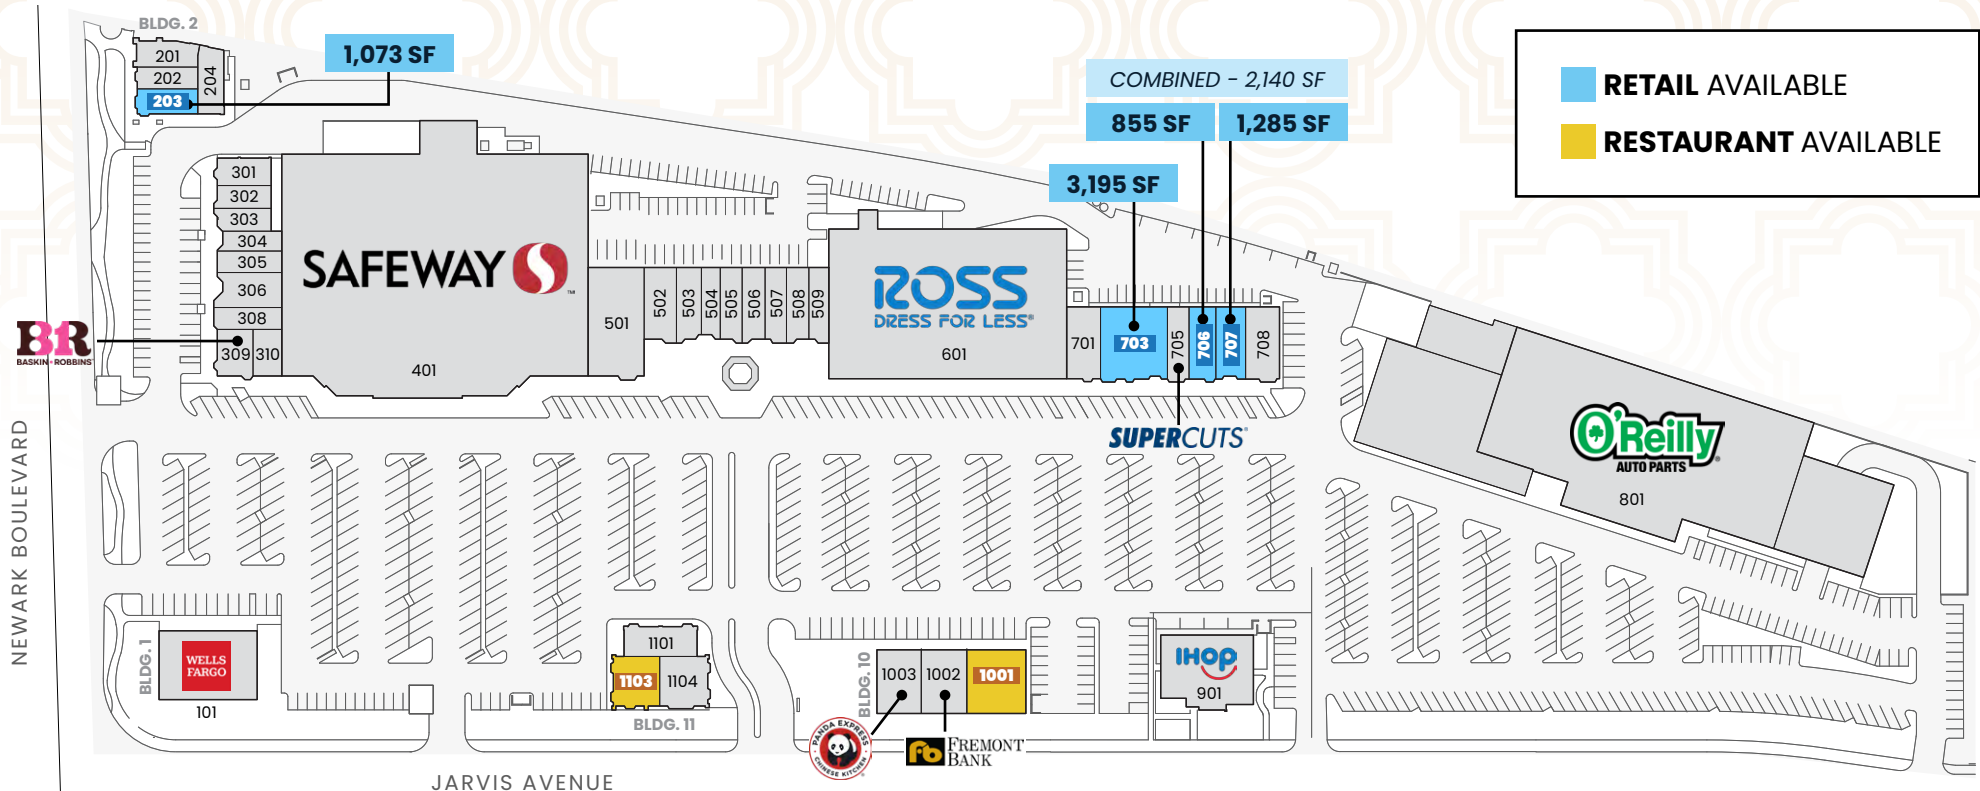 BLDG. 2
201
202
203
204
1,073 SF
COMBINED - 2,140 SF
855 SF
1,285 SF
3,195 SF
RETAIL AVAILABLE
RESTAURANT AVAILABLE
301
302
303
304
305
306
308
309
310
BR
BASKIN-ROBBINS
SAFEWAY
™
401
501
502
503
504
505
506
507
508
509
ROSS
DRESS FOR LESS®
601
701
703
705
706
707
708
SUPERCUTS®
O'Reilly®
AUTO PARTS
801
NEWARK BOULEVARD
BLDG. 1
WELLS
FARGO
101
1101
1103
1104
BLDG. 11
BLDG. 10
1003
1002
1001
PANDA EXPRESS
CHINESE KITCHEN
Fb
FREMONT
BANK
IHOP
901
JARVIS AVENUE